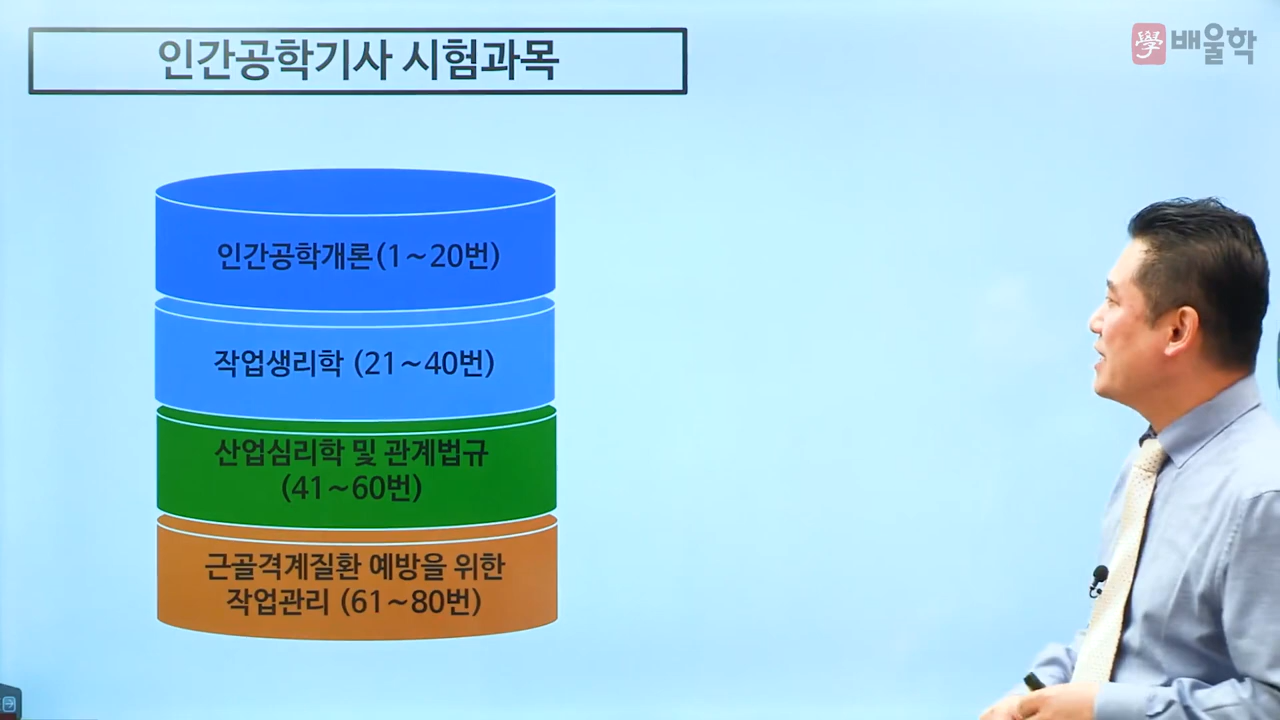 인간공학기사 시험과목
學 배울학
인간공학개론(1~20번)
작업생리학 (21~40번)
산업심리학 및 관계법규
(41~60번)
근골격계질환 예방을 위한
작업관리 (61~80번)